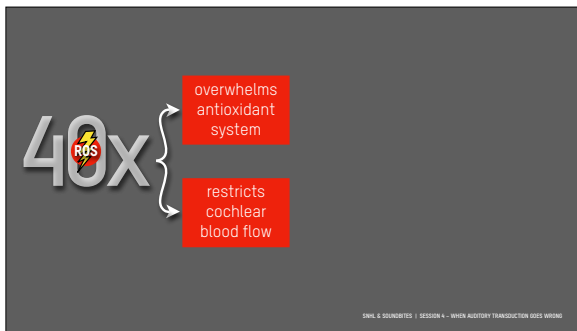 40x
ROS
overwhelms
antioxidant
system
restricts
cochlear
blood flow
SNHL & SOUNDBITES | SESSION 4 – WHEN AUDITORY TRANSDUCTION GOES WRONG